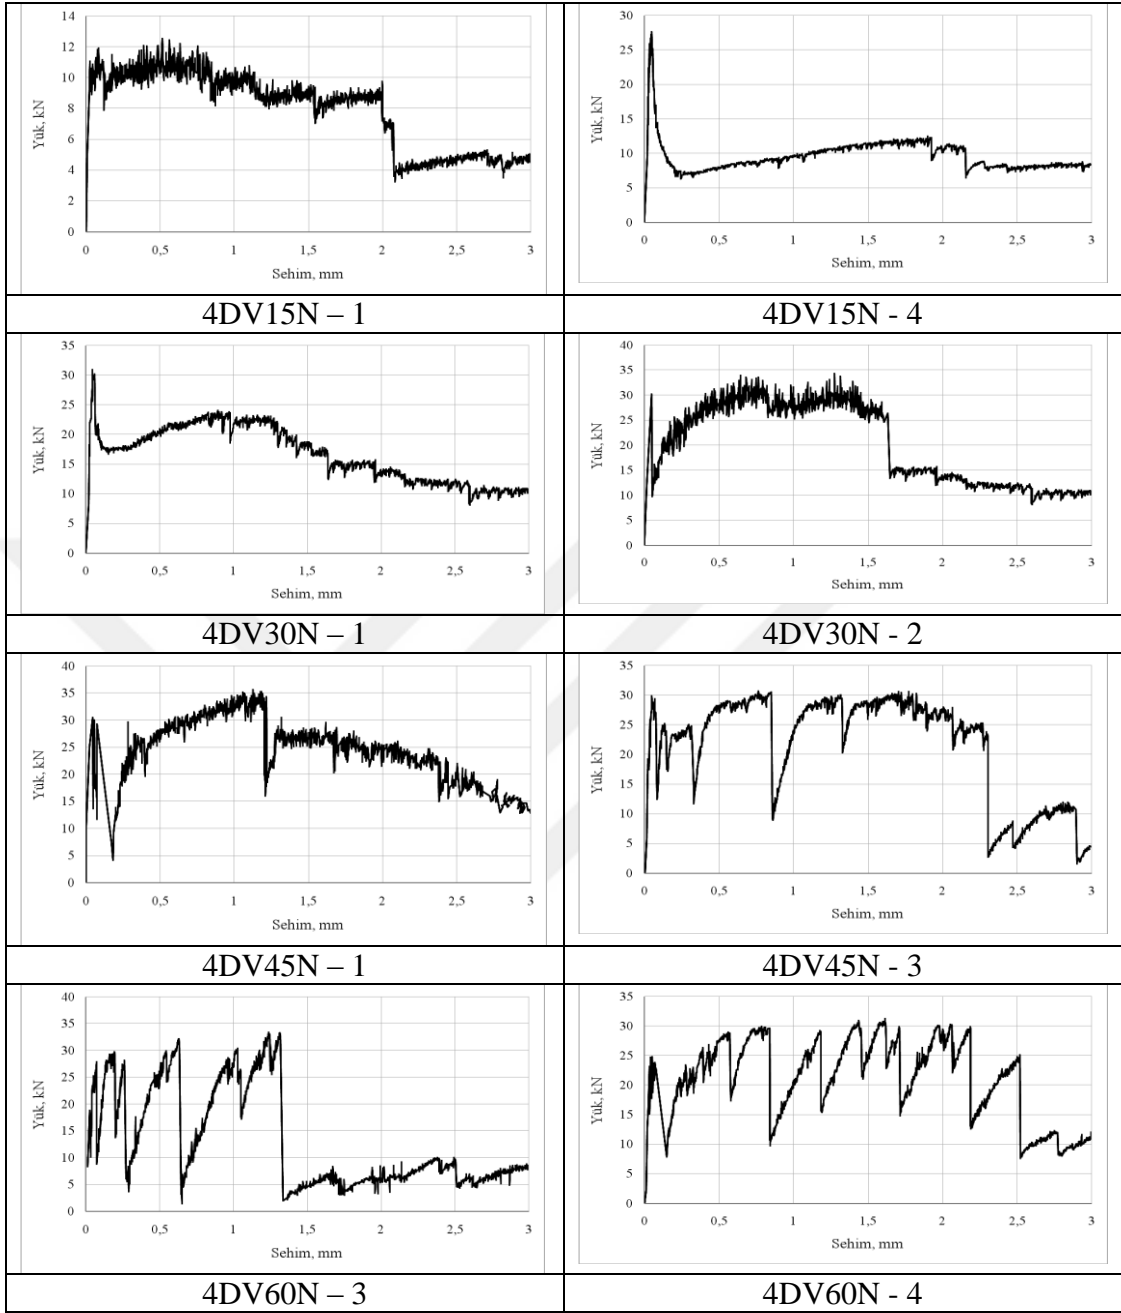 14
12
10
8
6
4
2
0
Yük, kN
0 0,5 1 1,5 2 2,5 3
Sehim, mm
30
25
20
15
10
5
0
Yük, kN
0 0,5 1 1,5 2 2,5 3
Sehim, mm
4DV15N – 1
4DV15N - 4
35
30
25
20
15
10
5
0
Yük, kN
0 0,5 1 1,5 2 2,5 3
Sehim, mm
40
35
30
25
20
15
10
5
0
Yük, kN
0 0,5 1 1,5 2 2,5 3
Sehim, mm
4DV30N – 1
4DV30N - 2
40
35
30
25
20
15
10
5
0
Yük, kN
0 0,5 1 1,5 2 2,5 3
Sehim, mm
35
30
25
20
15
10
5
0
Yük, kN
0 0,5 1 1,5 2 2,5 3
Sehim, mm
4DV45N – 1
4DV45N - 3
40
35
30
25
20
15
10
5
0
Yük, kN
0 0,5 1 1,5 2 2,5 3
Sehim, mm
35
30
25
20
15
10
5
0
Yük, kN
0 0,5 1 1,5 2 2,5 3
Sehim, mm
4DV60N – 3
4DV60N - 4